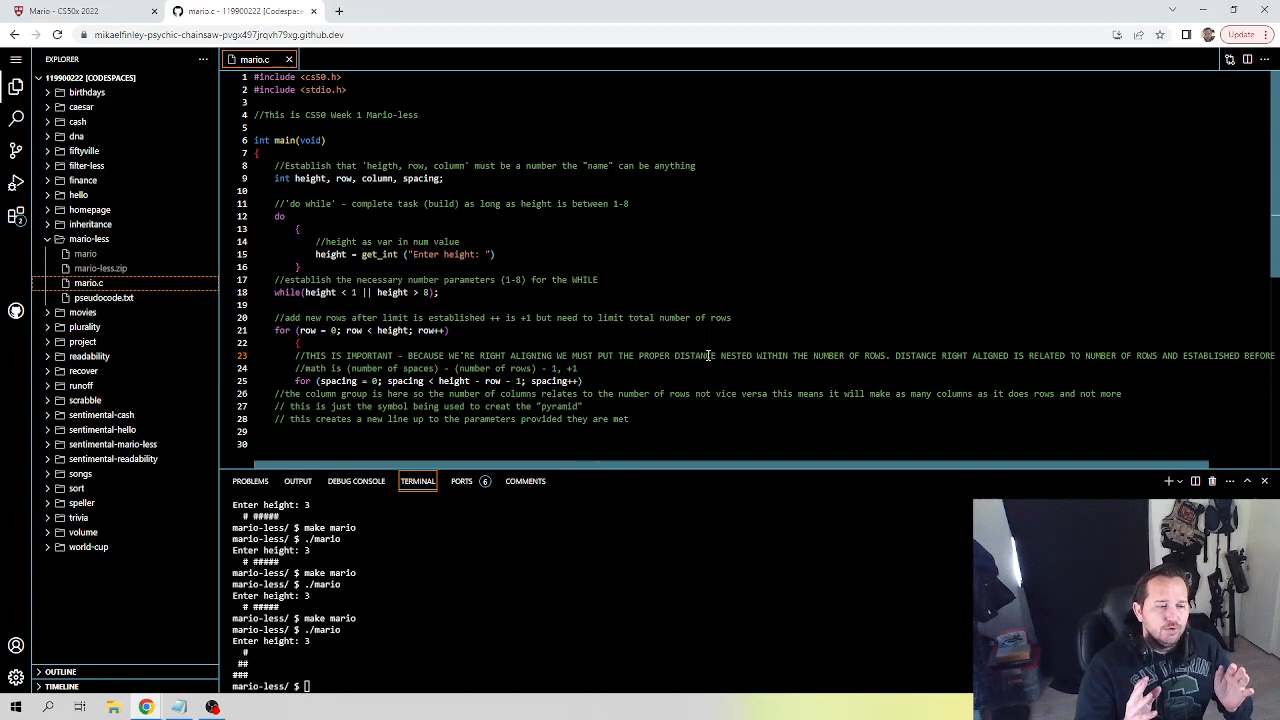 Mario - CS50x 2022
mario.c - 119900222 [Codespace
mikaelfinley-psychic-chainsaw-pvgx497jrqvh79xg.github.dev
Update
EXPLORER
119900222 [CODESPACES]
birthdays
caesar
cash
dna
fiftyville
filter-less
finance
hello
homepage
inheritance
mario-less
mario
mario-less.zip
mario.c
pseudocode.txt
movies
plurality
project
readability
recover
runoff
scrabble
sentimental-cash
sentimental-hello
sentimental-mario-less
sentimental-readability
songs
sort
speller
trivia
volume
world-cup
OUTLINE
TIMELINE
7
mario.c
1 #include <cs50.h>
2 #include <stdio.h>
3
4 //This is CS50 Week 1 Mario-less
5
6 int main(void)
7 {
8 //Establish that 'heigth, row, column' must be a number the "name" can be anything
9 int height, row, column, spacing;
10
11 //'do while' - complete task (build) as long as height is between 1-8
12 do
13 {
14 //height as var in num value
15 height = get_int ("Enter height: ")
16 }
17 //establish the necessary number parameters (1-8) for the WHILE
18 while(height < 1 || height > 8);
19
20 //add new rows after limit is established ++ is +1 but need to limit total number of rows
21 for (row = 0; row < height; row++)
22 {
23 //THIS IS IMPORTANT - BECAUSE WE'RE RIGHT ALIGNING WE MUST PUT THE PROPER DISTANCE NESTED WITHIN THE NUMBER OF ROWS. DISTANCE RIGHT ALIGNED IS RELATED TO NUMBER OF ROWS AND ESTABLISHED BEFORE
24 //math is (number of spaces) - (number of rows) - 1, +1
25 for (spacing = 0; spacing < height - row - 1; spacing++)
26 //the column group is here so the number of columns relates to the number of rows not vice versa this means it will make as many columns as it does rows and not more
27 // this is just the symbol being used to creat the "pyramid"
28 // this creates a new line up to the parameters provided they are met
30
PROBLEMS OUTPUT DEBUG CONSOLE TERMINAL PORTS 6 COMMENTS
Enter height: 3
# #####
mario-less/ $ make mario
mario-less/ $ ./mario
Enter height: 3
# #####
mario-less/ $ make mario
mario-less/ $ ./mario
Enter height: 3
# #####
mario-less/ $ make mario
mario-less/ $ ./mario
Enter height: 3
#
##
###
mario-less/ $